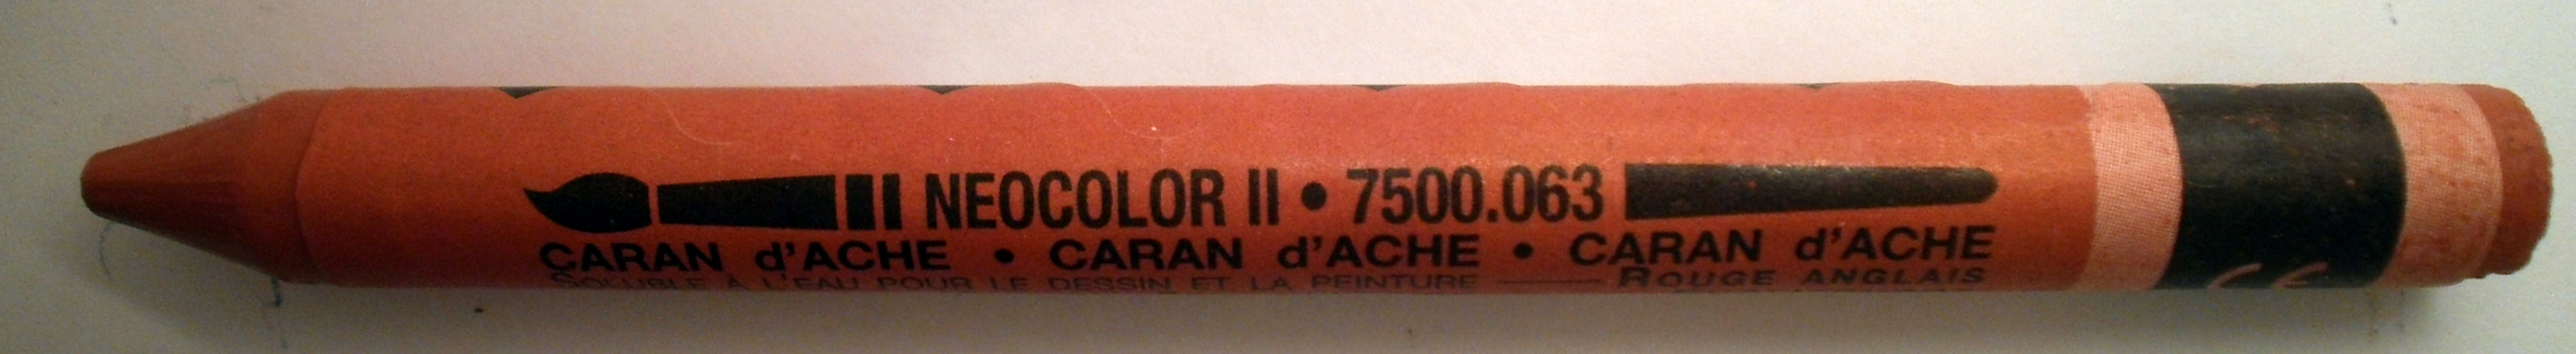 NEOCOLOR II • 7500.063
CARAN d'ACHE • CARAN d'ACHE • CARAN d'ACHE
SOLUBLE À L'EAU POUR LE DESSIN ET LA PEINTURE —— ROUGE ANGLAIS
CE